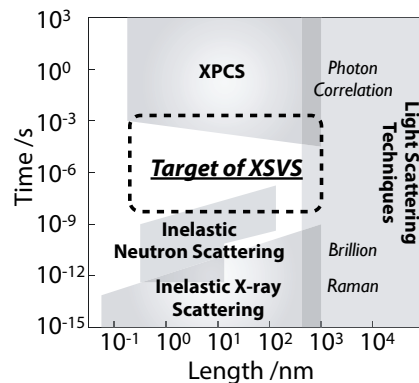 Time /s
10³
10⁰
10⁻³
10⁻⁶
10⁻⁹
10⁻¹²
10⁻¹⁵
XPCS
Photon
Correlation
Light Scattering
Techniques
Target of XSVS
Inelastic
Neutron Scattering
Brillion
Inelastic X-ray
Scattering
Raman
10⁻¹ 10⁰ 10¹ 10² 10³ 10⁴
Length /nm